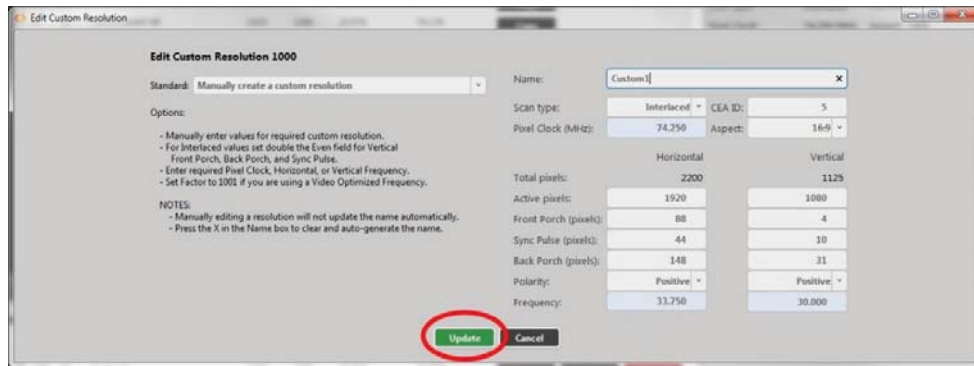 Edit Custom Resolution
Edit Custom Resolution 1000
Standard: Manually create a custom resolution
Options:
- Manually enter values for required custom resolution.
- For Interlaced values set double the Even field for Vertical
Front Porch, Back Porch, and Sync Pulse.
- Enter required Pixel Clock, Horizontal, or Vertical Frequency.
- Set Factor to 1001 if you are using a Video Optimized Frequency.
NOTES:
- Manually editing a resolution will not update the name automatically.
- Press the X in the Name box to clear and auto-generate the name.
Name: Custom1 x
Scan type: Interlaced CEA ID: 5
Pixel Clock (MHz): 74.250 Aspect: 16:9
Horizontal Vertical
Total pixels: 2200 1125
Active pixels: 1920 1080
Front Porch (pixels): 88 4
Sync Pulse (pixels): 44 10
Back Porch (pixels): 148 31
Polarity: Positive Positive
Frequency: 33.750 30.000
Update Cancel